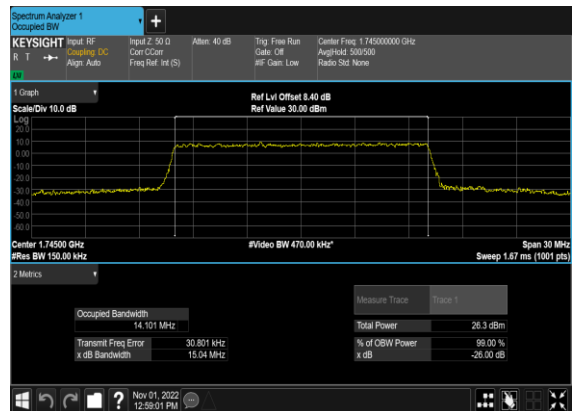 Spectrum Analyzer 1
Occupied BW
+
KEYSIGHT Input: RF Input Z: 50 Ω Atten: 40 dB Trig: Free Run Center Freq: 1.745000000 GHz
R T Coupling: DC Corr CCorr Gate: Off Avg|Hold: 500/500
Align: Auto Freq Ref: Int (S) #IF Gain: Low Radio Std: None
LW
1 Graph
Ref Lvl Offset 8.40 dB
Scale/Div 10.0 dB Ref Value 30.00 dBm
Log
20.0
10.0
0.00
-10.0
-20.0
-30.0
-40.0
-50.0
-60.0
Center 1.74500 GHz #Video BW 470.00 kHz* Span 30 MHz
#Res BW 150.00 kHz Sweep 1.67 ms (1001 pts)
2 Metrics
Measure Trace Trace 1
Occupied Bandwidth
14.101 MHz Total Power 26.3 dBm
Transmit Freq Error 30.801 kHz % of OBW Power 99.00 %
x dB Bandwidth 15.04 MHz x dB -26.00 dB
? Nov 01, 2022
12:59:01 PM